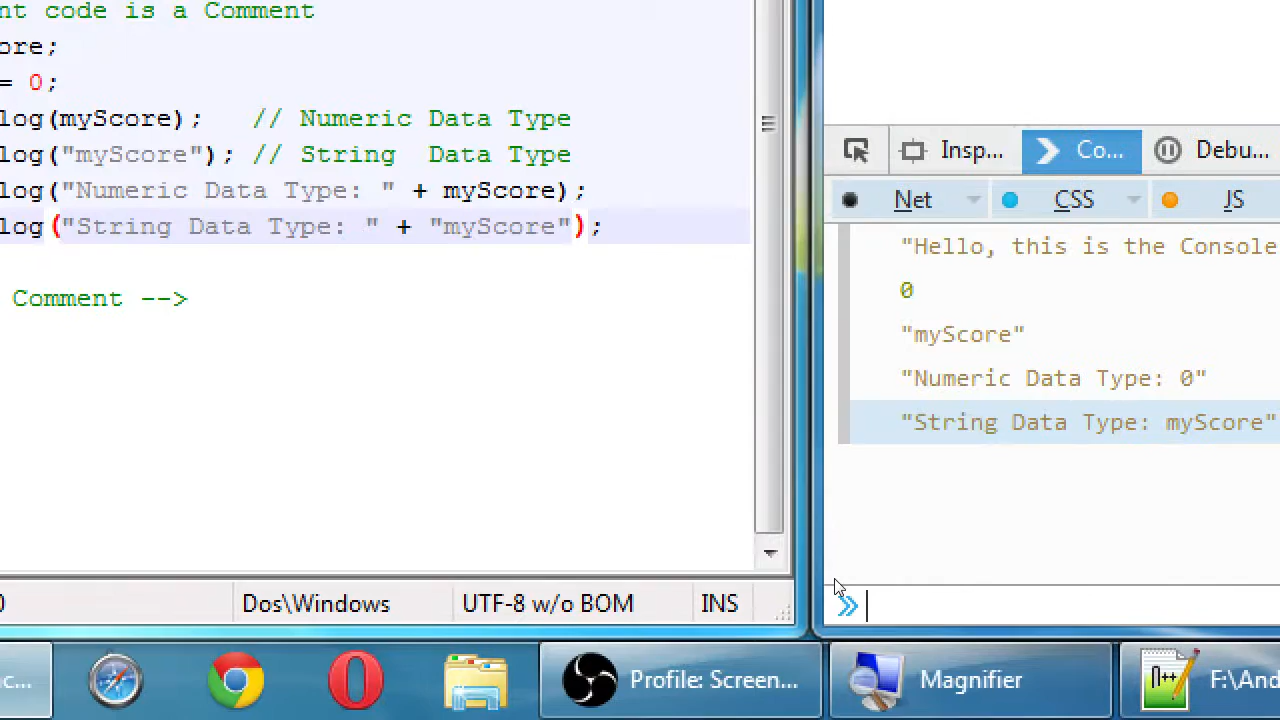 nt code is a Comment
ore;
= 0;
log(myScore);   // Numeric Data Type
log("myScore"); // String  Data Type
log("Numeric Data Type: " + myScore);
log("String Data Type: " + "myScore");
Comment -->
Dos\Windows UTF-8 w/o BOM INS
Insp... Co... Debu...
Net CSS JS
"Hello, this is the Console
0
"myScore"
"Numeric Data Type: 0"
"String Data Type: myScore"
c... Profile: Screen... Magnifier F:\And